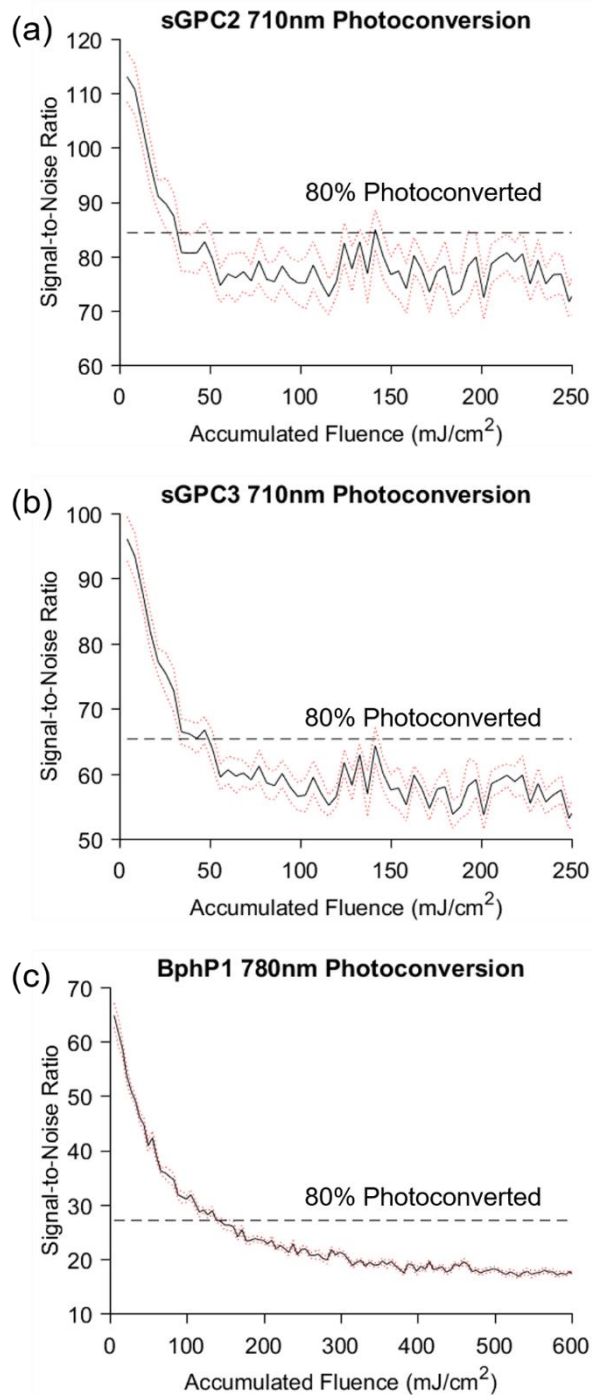 (a)
sGPC2 710nm Photoconversion
120
110
100
90
80
70
60
Signal-to-Noise Ratio
80% Photoconverted
0 50 100 150 200 250
Accumulated Fluence (mJ/cm²)
(b)
sGPC3 710nm Photoconversion
100
90
80
70
60
50
Signal-to-Noise Ratio
80% Photoconverted
0 50 100 150 200 250
Accumulated Fluence (mJ/cm²)
(c)
BphP1 780nm Photoconversion
70
60
50
40
30
20
10
Signal-to-Noise Ratio
80% Photoconverted
0 100 200 300 400 500 600
Accumulated Fluence (mJ/cm²)